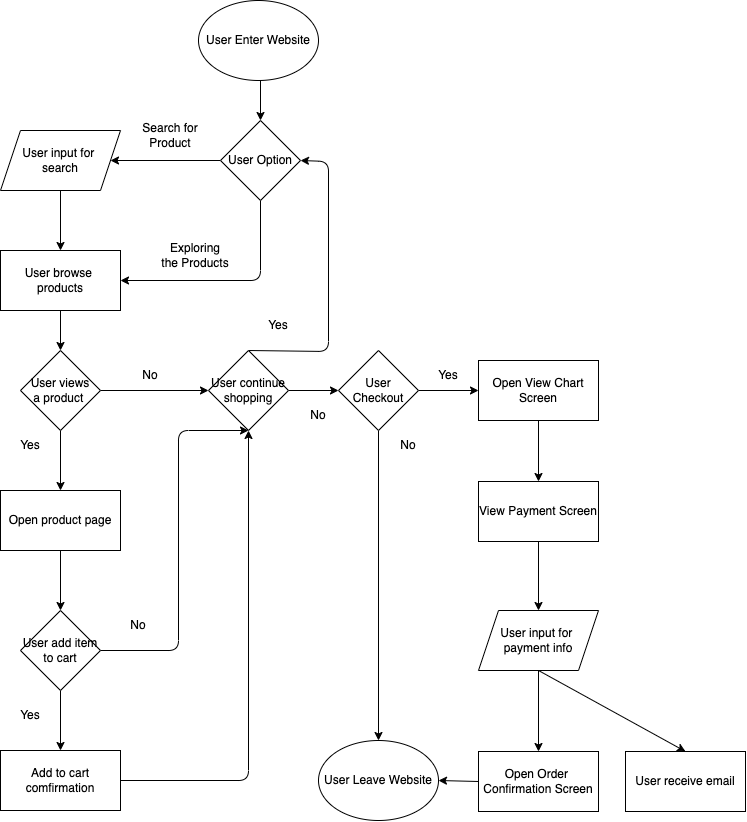 User Enter Website
Search for
Product
User Option
User input for
search
Exploring
the Products
User browse
products
Yes
User views
a product
No
User continue
shopping
No
User
Checkout
Yes
Open View Chart
Screen
Yes
No
Open product page
View Payment Screen
No
User add item
to cart
User input for
payment info
Yes
Add to cart
comfirmation
User Leave Website
Open Order
Confirmation Screen
User receive email